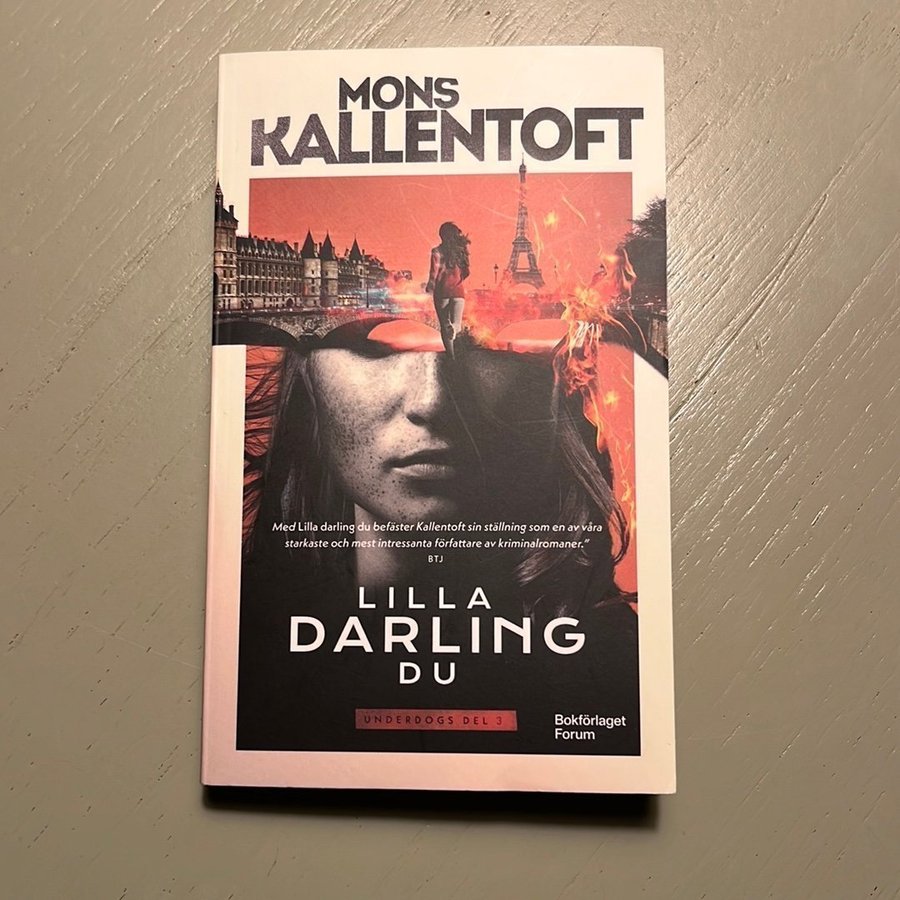 MONS
KALLENTOFT
Med Lilla darling du befäster Kallentoft sin ställning som en av våra
starkaste och mest intressanta författare av kriminalromaner.”
BTJ
LILLA
DARLING
DU
UNDERDOGS DEL 3
Bokförlaget
Forum